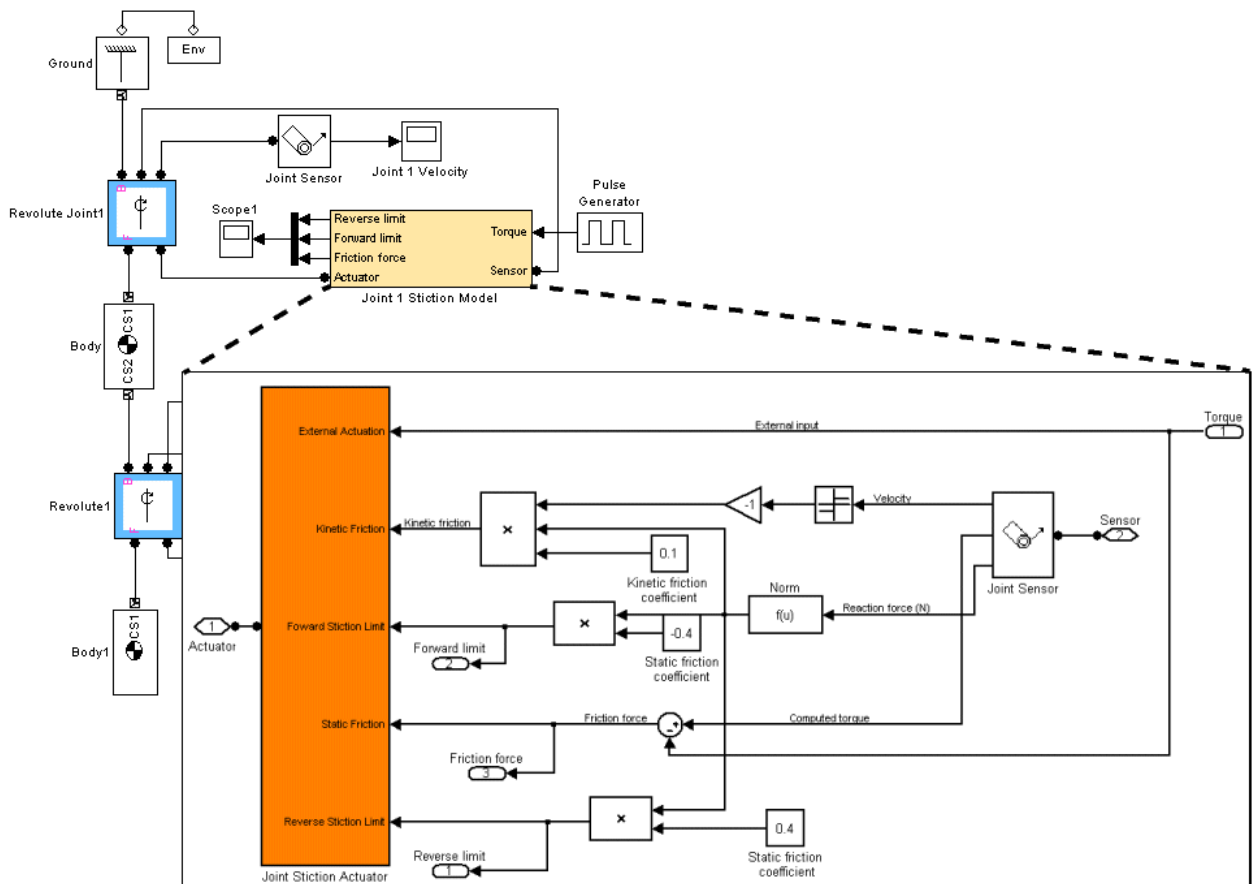 Env
Ground
Joint Sensor
Joint 1 Velocity
B
Revolute Joint1
F
Scope1
Pulse
Generator
Reverse limit
Forward limit
Friction force
Actuator
Torque
Sensor
Joint 1 Stiction Model
Body
CS1
CS2
B
Revolute1
F
Body1
CS1
External Actuation
External input
Torque
1
Kinetic Friction
Kinetic friction
×
-1
Velocity
Sensor
2
0.1
Kinetic friction
coefficient
Norm
f(u)
Reaction force (N)
Joint Sensor
1
Actuator
Foward Stiction Limit
×
-0.4
Static friction
coefficient
Forward limit
2
Static Friction
Friction force
- +
Computed torque
Friction force
3
Reverse Stiction Limit
×
0.4
Static friction
coefficient
Reverse limit
1
Joint Stiction Actuator